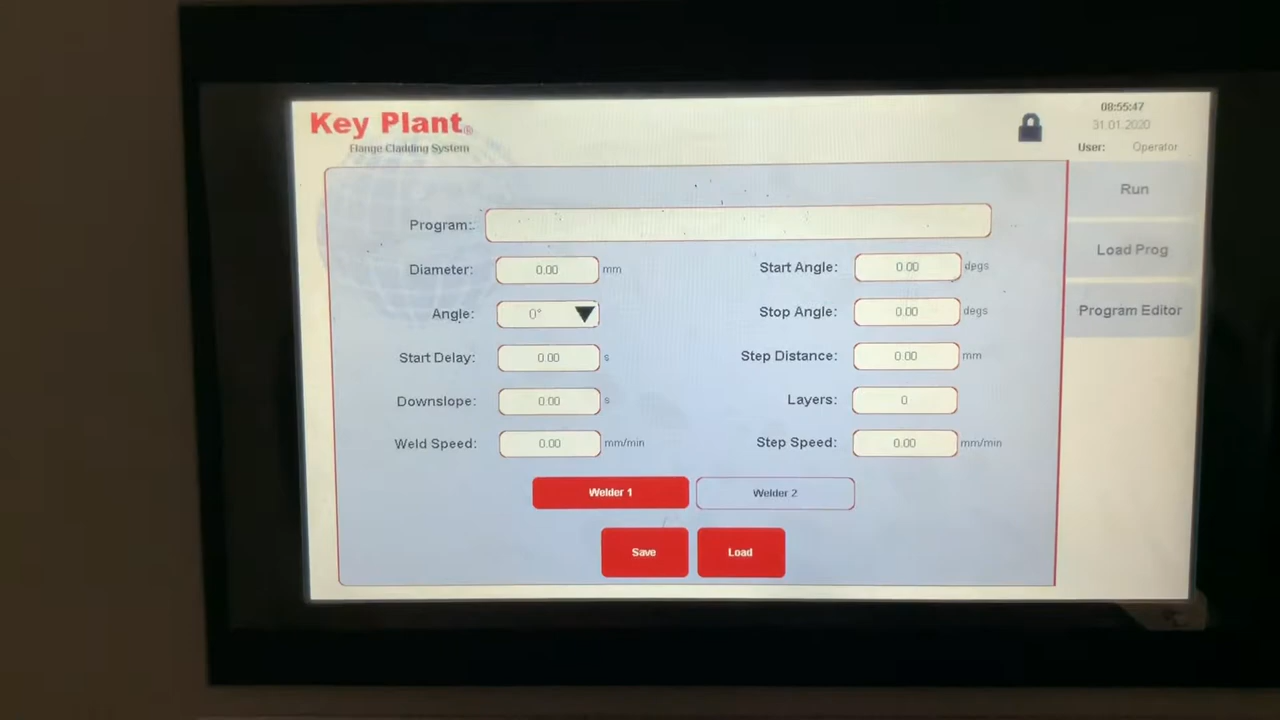 Key Plant®
Flange Cladding System
08:55:47
31.01.2020
User: Operator
Run
Load Prog
Program Editor
Program:
Diameter: 0.00 mm
Start Angle: 0.00 degs
Angle: 0°
Stop Angle: 0.00 degs
Start Delay: 0.00 s
Step Distance: 0.00 mm
Downslope: 0.00 s
Layers: 0
Weld Speed: 0.00 mm/min
Step Speed: 0.00 mm/min
Welder 1
Welder 2
Save
Load